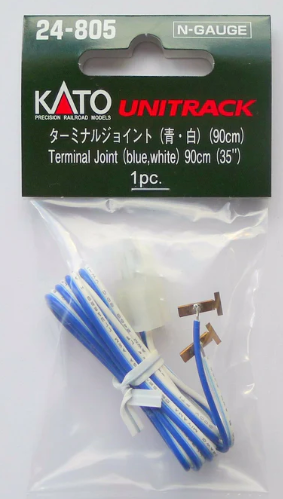 24-805
N-GAUGE
KATO UNITRACK
PRECISION RAILROAD MODELS
ターミナルジョイント (青・白) (90cm)
Terminal Joint (blue,white) 90cm (35")
1pc.